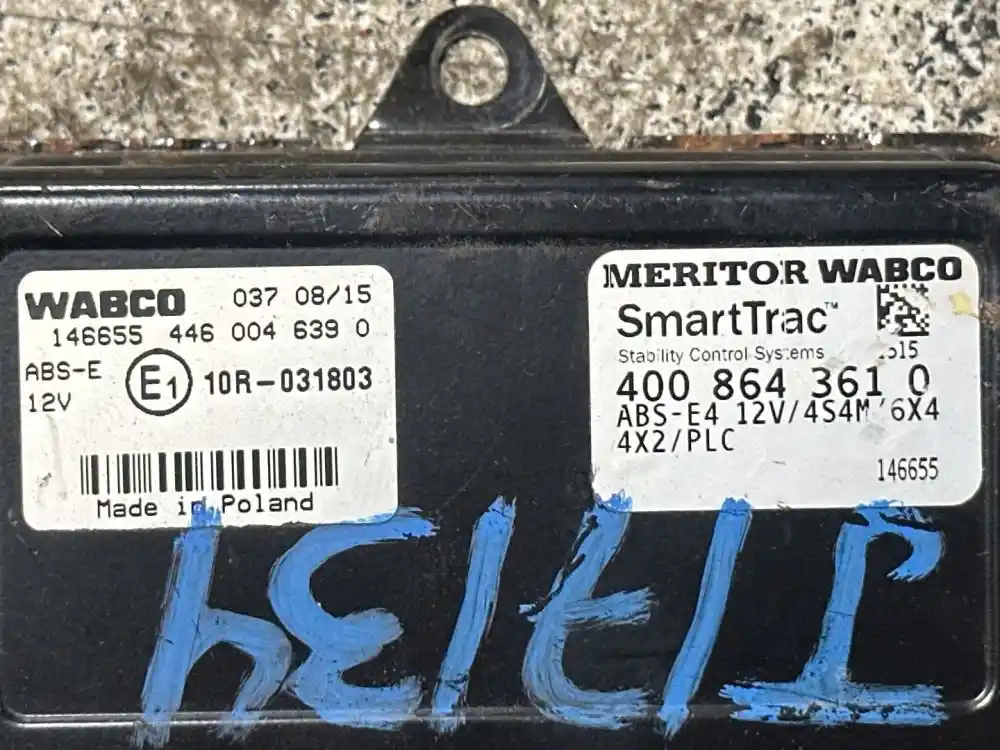 WABCO 037 08/15
146655 446 004 639 0
ABS-E
12V
E1 10R-031803
Made in Poland
MERITOR WABCO
SmartTrac™
Stability Control Systems
400 864 361 0
ABS-E4 12V/4S4M/6X4
4X2/PLC
146655